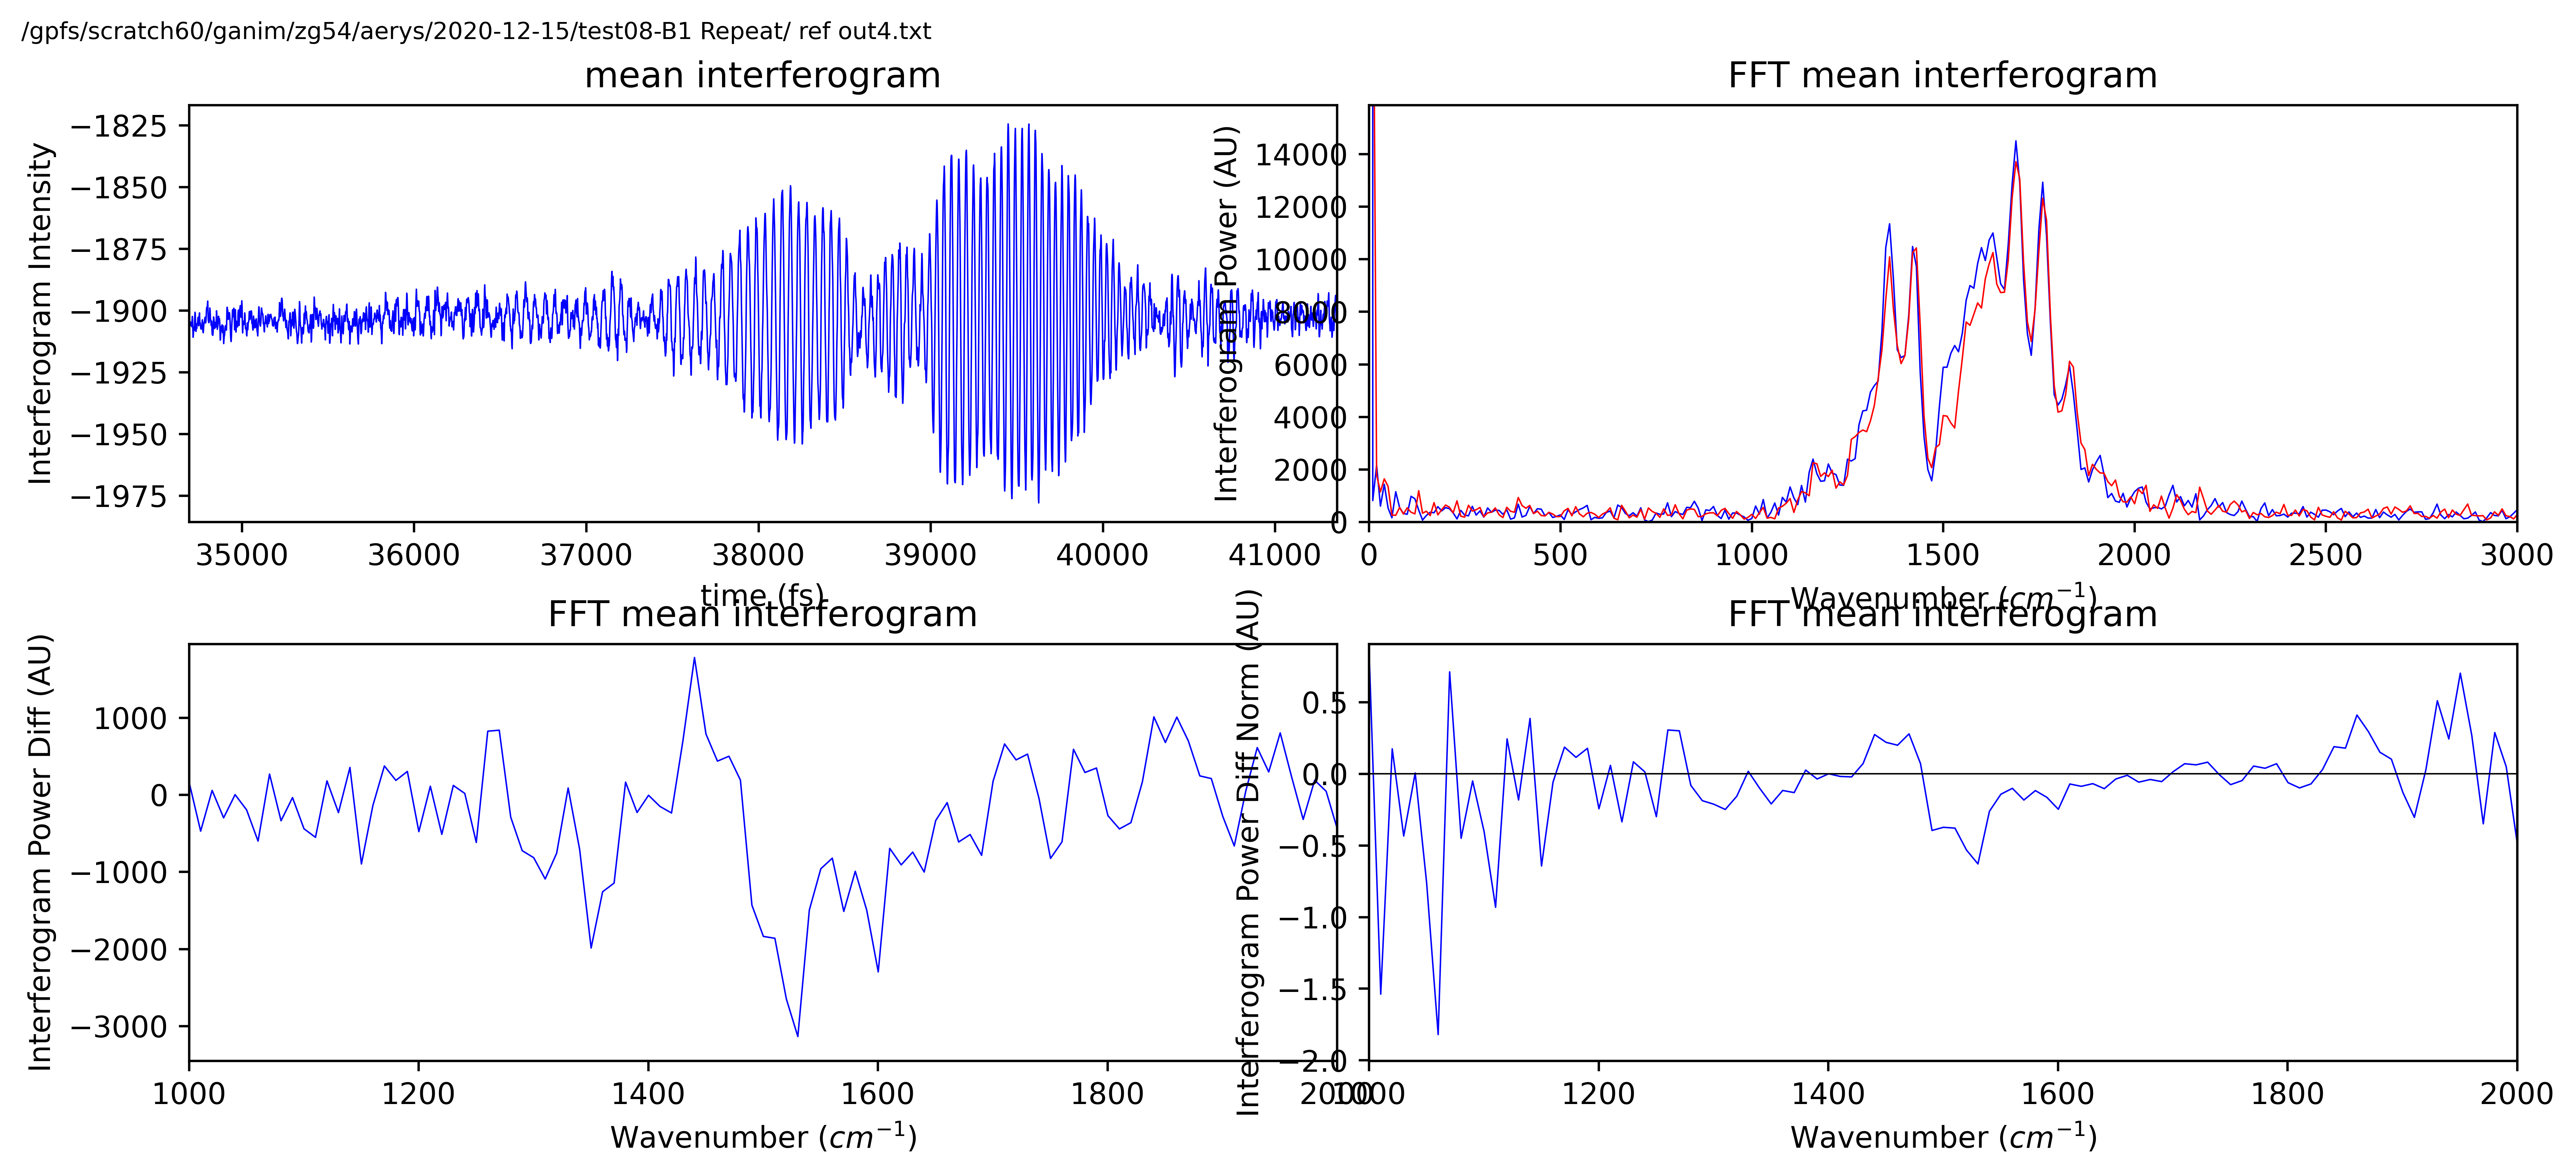 /gpfs/scratch60/ganim/zg54/aerys/2020-12-15/test08-B1 Repeat/ ref out4.txt
mean interferogram
Interferogram Intensity
−1825
−1850
−1875
−1900
−1925
−1950
−1975
35000 36000 37000 38000 39000 40000 41000
time (fs)
FFT mean interferogram
Interferogram Power (AU)
14000
12000
10000
8000
6000
4000
2000
0
0 500 1000 1500 2000 2500 3000
Wavenumber (cm⁻¹)
FFT mean interferogram
Interferogram Power Diff (AU)
1000
0
−1000
−2000
−3000
1000 1200 1400 1600 1800 2000
Wavenumber (cm⁻¹)
FFT mean interferogram
Interferogram Power Diff Norm (AU)
0.5
0.0
−0.5
−1.0
−1.5
−2.0
1000 1200 1400 1600 1800 2000
Wavenumber (cm⁻¹)